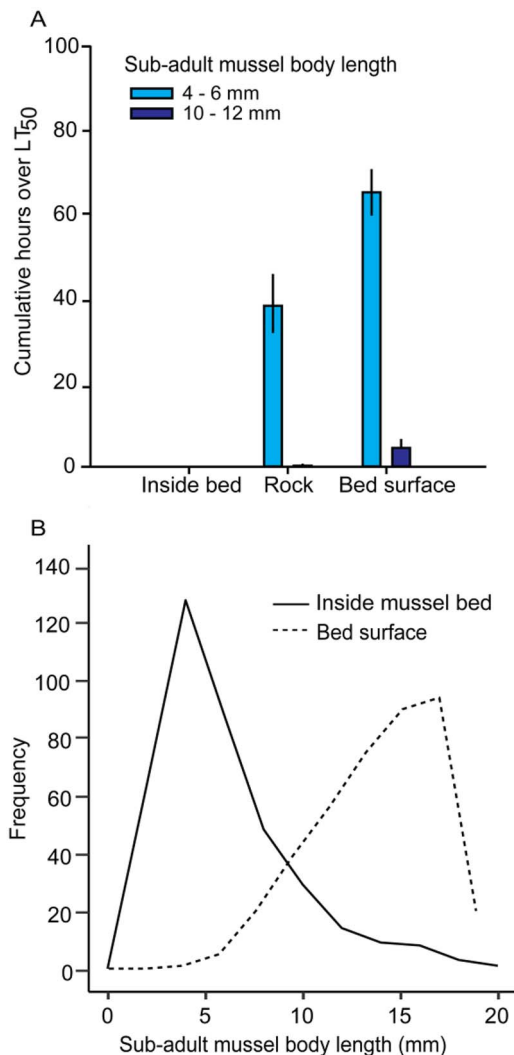 A
Sub-adult mussel body length
4 - 6 mm
10 - 12 mm
Cumulative hours over LT50
100
80
60
40
20
0
Inside bed Rock Bed surface
B
Inside mussel bed
Bed surface
Frequency
140
120
100
80
60
40
20
0
0 5 10 15 20
Sub-adult mussel body length (mm)